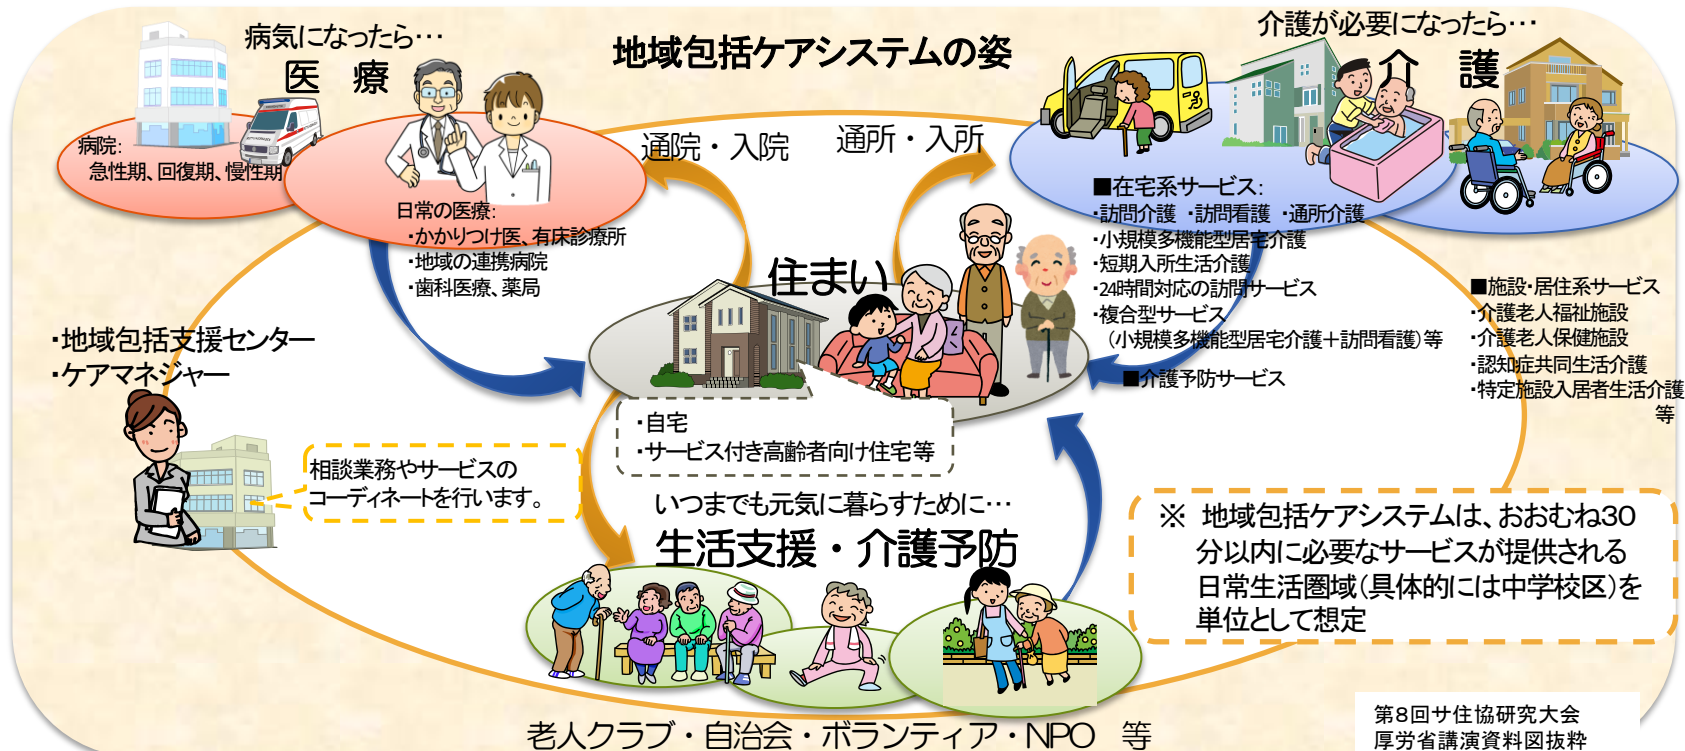 地域包括ケアシステムの姿
病気になったら…
医　療
病院:
急性期、回復期、慢性期
日常の医療:
・かかりつけ医、有床診療所
・地域の連携病院
・歯科医療、薬局
通院・入院
通所・入所
介護が必要になったら…
介　護
■在宅系サービス:
・訪問介護 ・訪問看護 ・通所介護
・小規模多機能型居宅介護
・短期入所生活介護
・24時間対応の訪問サービス
・複合型サービス
（小規模多機能型居宅介護＋訪問看護）等
■介護予防サービス
■施設・居住系サービス
・介護老人福祉施設
・介護老人保健施設
・認知症共同生活介護
・特定施設入居者生活介護
等
住まい
・自宅
・サービス付き高齢者向け住宅等
・地域包括支援センター
・ケアマネジャー
相談業務やサービスの
コーディネートを行います。
いつまでも元気に暮らすために…
生活支援・介護予防
老人クラブ・自治会・ボランティア・NPO　等
※ 地域包括ケアシステムは、おおむね30
分以内に必要なサービスが提供される
日常生活圏域（具体的には中学校区）を
単位として想定
第8回サ住協研究大会
厚労省講演資料図抜粋